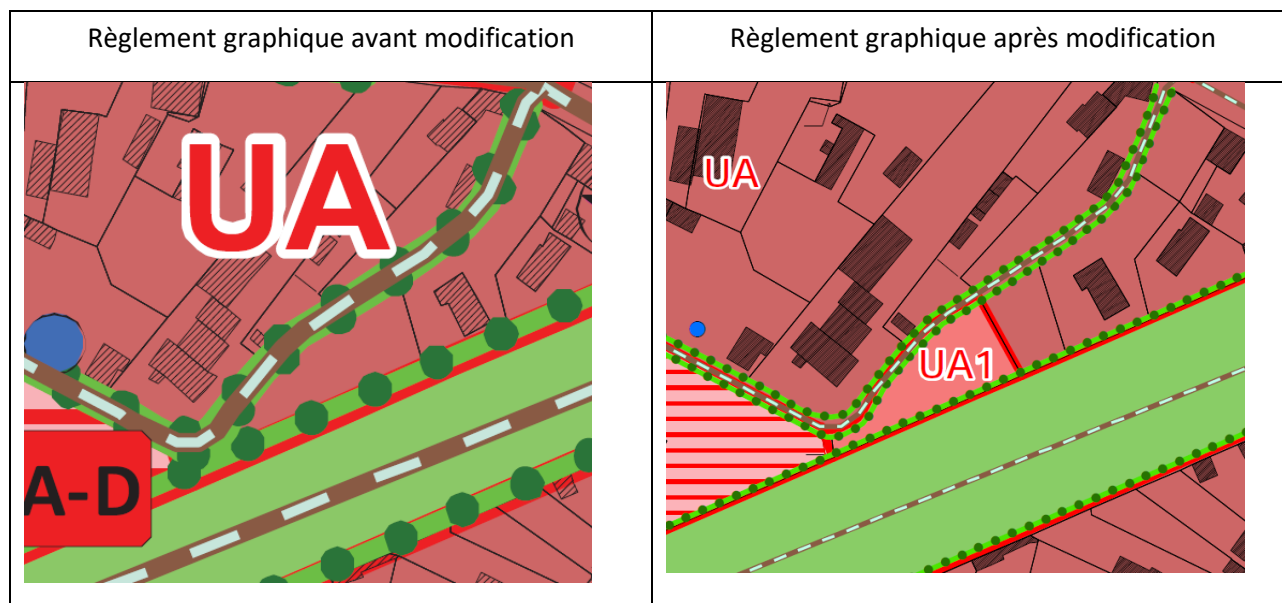 Règlement graphique avant modification
Règlement graphique après modification
UA
A-D
UA
UA1